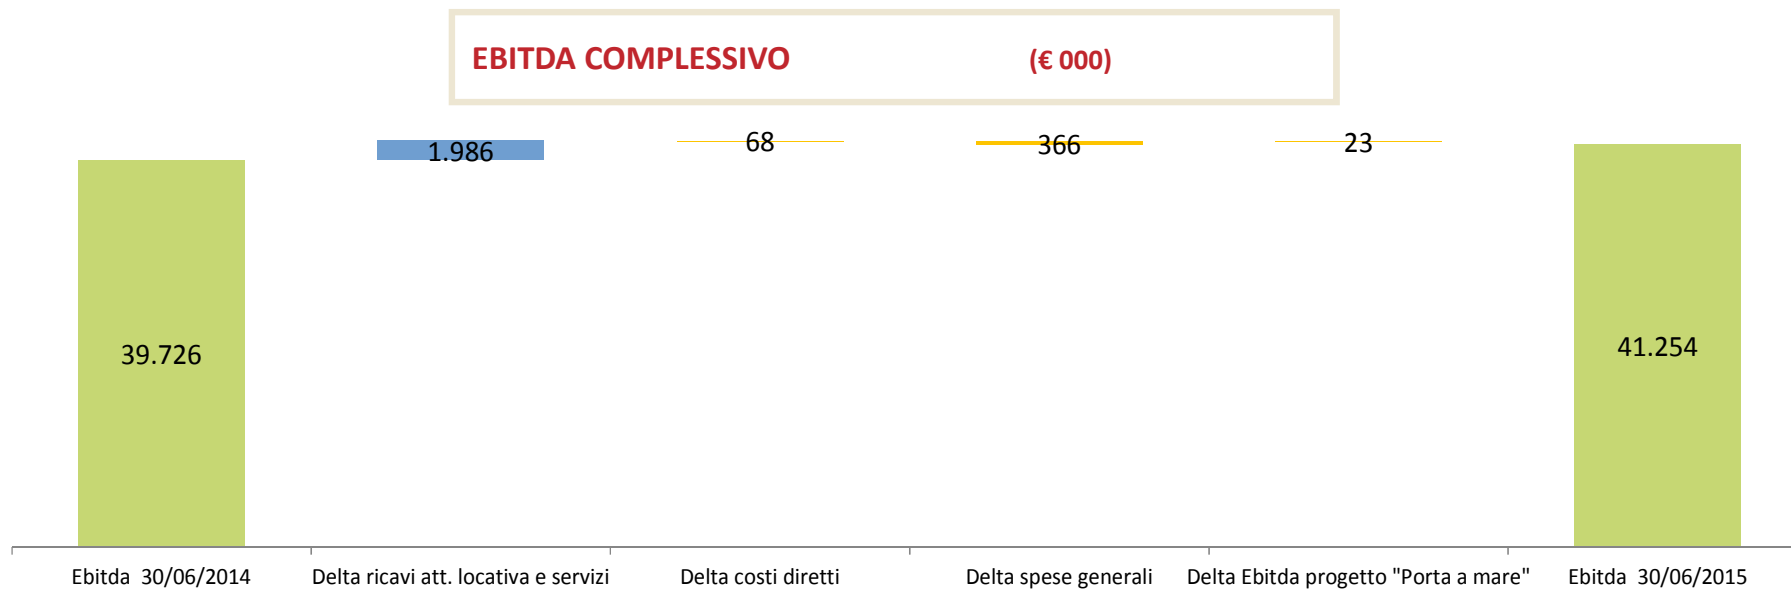 EBITDA COMPLESSIVO (€ 000)
1.986 68 366 23
39.726 41.254
Ebitda 30/06/2014 Delta ricavi att. locativa e servizi Delta costi diretti Delta spese generali Delta Ebitda progetto "Porta a mare" Ebitda 30/06/2015